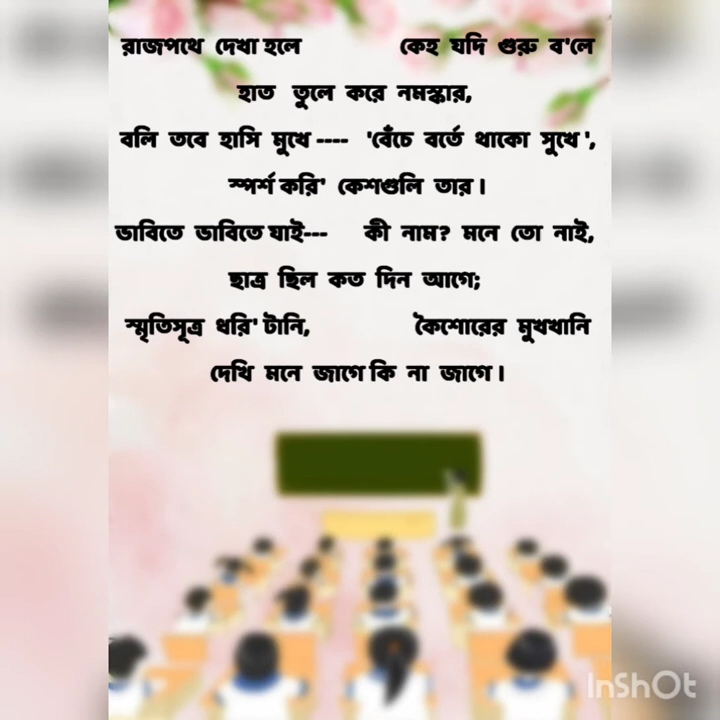 রাজপথে দেখা হলে কেহ যদি গুরু ব'লে
হাত তুলে করে নমস্কার,
বলি তবে হাসি মুখে ---- 'বেঁচে বর্তে থাকো সুখে ',
স্পর্শ করি' কেশগুলি তার ।
ভাবিতে ভাবিতে যাই--- কী নাম? মনে তো নাই,
ছাত্র ছিল কত দিন আগে;
স্মৃতিসূত্র ধরি' টানি, কৈশোরের মুখখানি
দেখি মনে জাগে কি না জাগে ।
InShOt